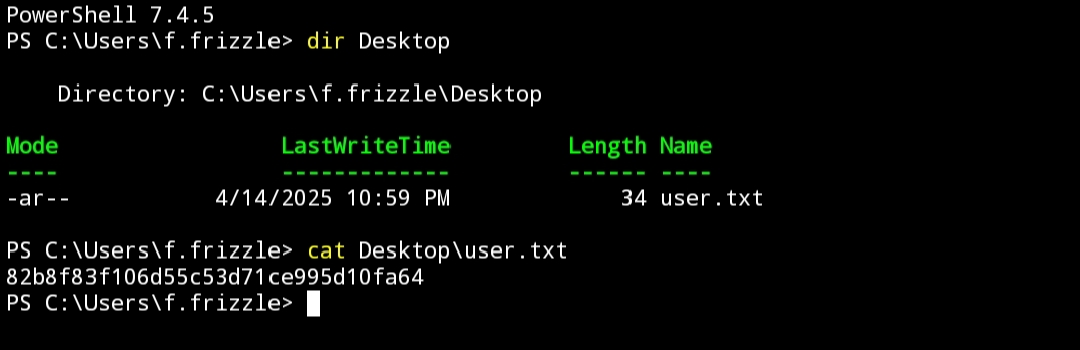 PowerShell 7.4.5
PS C:\Users\f.frizzle> dir Desktop
Directory: C:\Users\f.frizzle\Desktop
Mode LastWriteTime Length Name
---- ------------- ------ ----
-ar-- 4/14/2025 10:59 PM 34 user.txt
PS C:\Users\f.frizzle> cat Desktop\user.txt
82b8f83f106d55c53d71ce995d10fa64
PS C:\Users\f.frizzle>